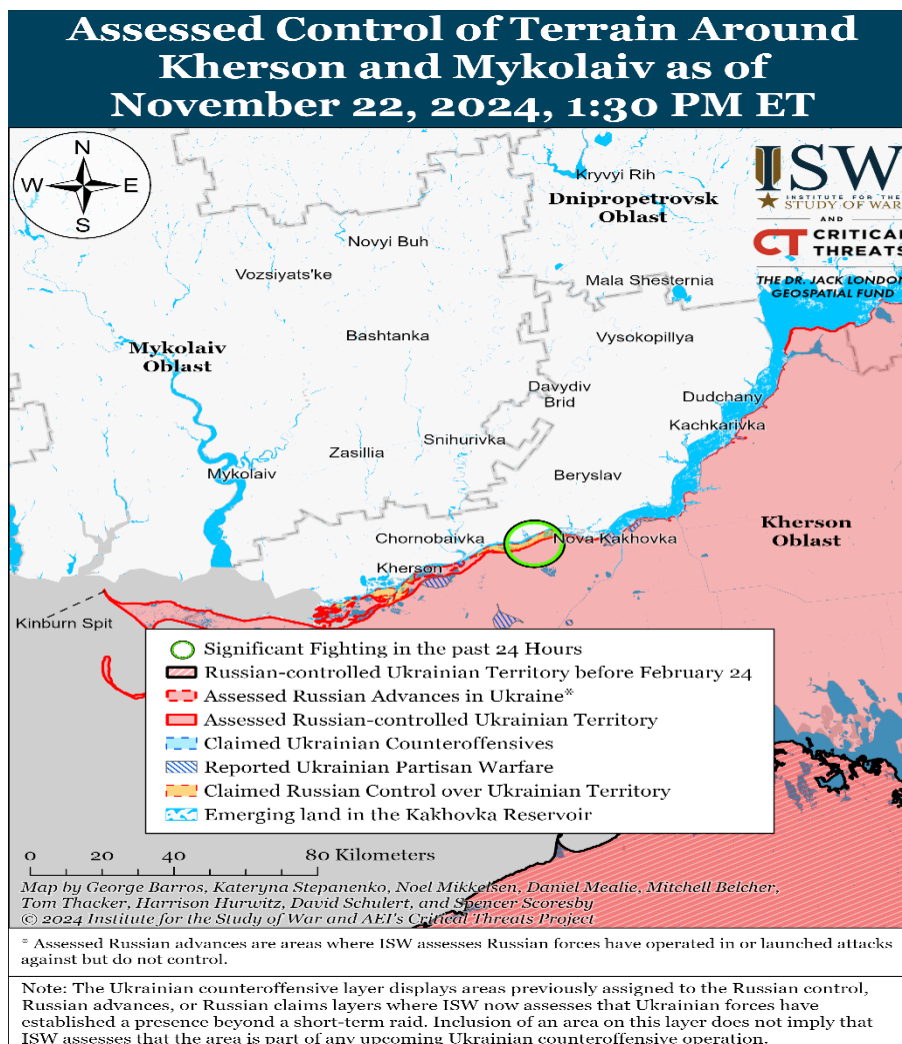 Assessed Control of Terrain Around
Kherson and Mykolaiv as of
November 22, 2024, 1:30 PM ET
N
W
E
S
ISW
INSTITUTE FOR THE
STUDY OF WAR
AND
CT
CRITICAL
THREATS
THE DR. JACK LONDON
GEOSPATIAL FUND
Kryvyi Rih
Dnipropetrovsk
Oblast
Novyi Buh
Vozsiyats'ke
Mala Shesternia
Bashtanka
Vysokopillya
Mykolaiv
Oblast
Davydiv
Brid
Dudchany
Kachkarivka
Snihurivka
Zasillia
Mykolaiv
Beryslav
Kherson
Oblast
Chornobaivka
Nova Kakhovka
Kherson
Kinburn Spit
Significant Fighting in the past 24 Hours
Russian-controlled Ukrainian Territory before February 24
Assessed Russian Advances in Ukraine*
Assessed Russian-controlled Ukrainian Territory
Claimed Ukrainian Counteroffensives
Reported Ukrainian Partisan Warfare
Claimed Russian Control over Ukrainian Territory
Emerging land in the Kakhovka Reservoir
0 20 40 80 Kilometers
Map by George Barros, Kateryna Stepanenko, Noel Mikkelsen, Daniel Mealie, Mitchell Belcher,
Tom Thacker, Harrison Hurwitz, David Schulert, and Spencer Scoresby
© 2024 Institute for the Study of War and AEI's Critical Threats Project
* Assessed Russian advances are areas where ISW assesses Russian forces have operated in or launched attacks
against but do not control.
Note: The Ukrainian counteroffensive layer displays areas previously assigned to the Russian control,
Russian advances, or Russian claims layers where ISW now assesses that Ukrainian forces have
established a presence beyond a short-term raid. Inclusion of an area on this layer does not imply that
ISW assesses that the area is part of any upcoming Ukrainian counteroffensive operation.